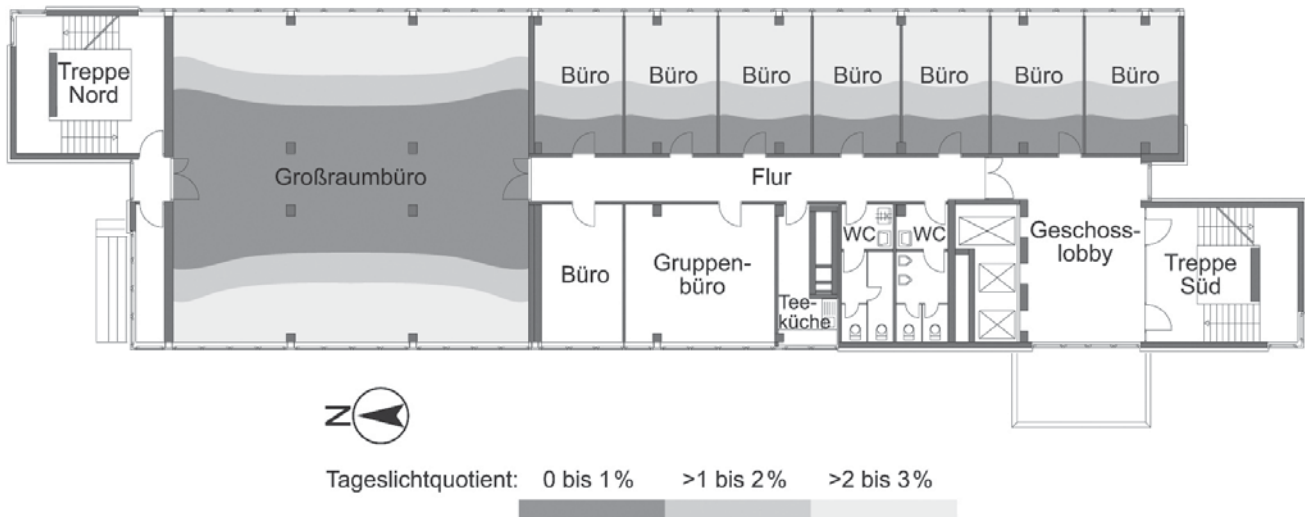 Treppe
Nord
Büro
Büro
Büro
Büro
Büro
Büro
Büro
Großraumbüro
Flur
Büro
Gruppen-
büro
Tee-
küche
WC
WC
Geschoss-
lobby
Treppe
Süd
N
Tageslichtquotient: 0 bis 1% >1 bis 2% >2 bis 3%